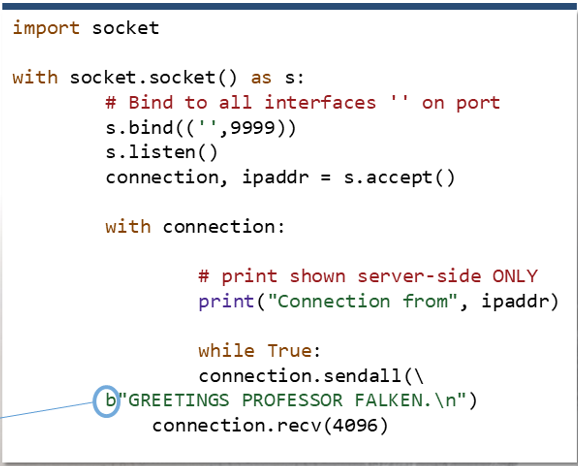 import socket
with socket.socket() as s:
# Bind to all interfaces '' on port
s.bind(('',9999))
s.listen()
connection, ipaddr = s.accept()
with connection:
# print shown server-side ONLY
print("Connection from", ipaddr)
while True:
connection.sendall(\
b"GREETINGS PROFESSOR FALKEN.\n")
connection.recv(4096)